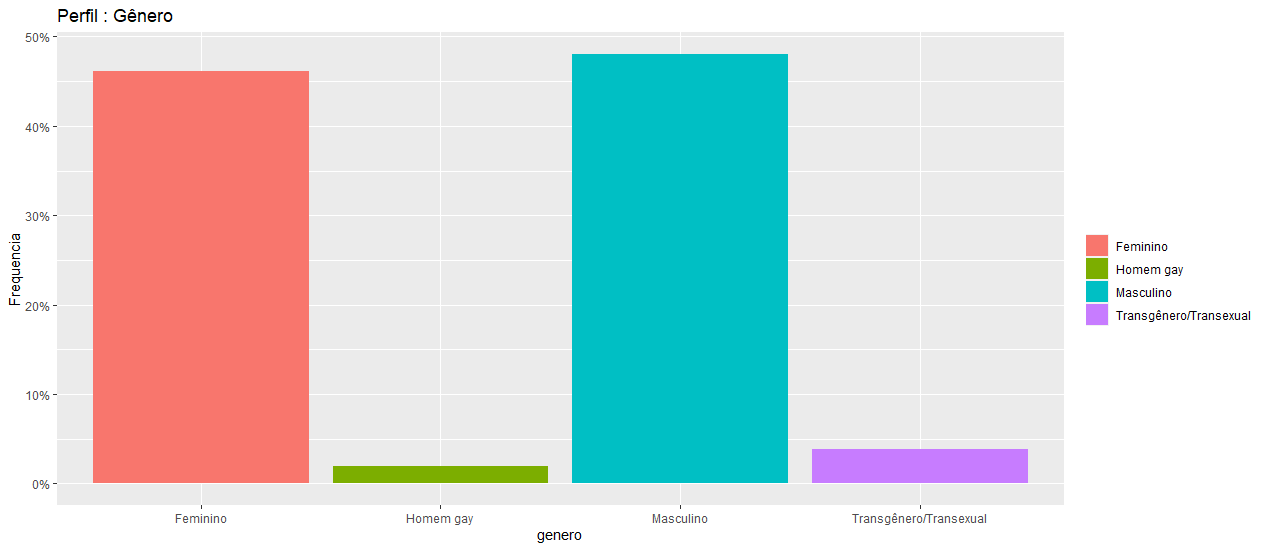 Perfil : Gênero
50%
40%
30%
20%
10%
0%
Frequencia
Feminino
Homem gay
Masculino
Transgênero/Transexual
genero
Feminino
Homem gay
Masculino
Transgênero/Transexual